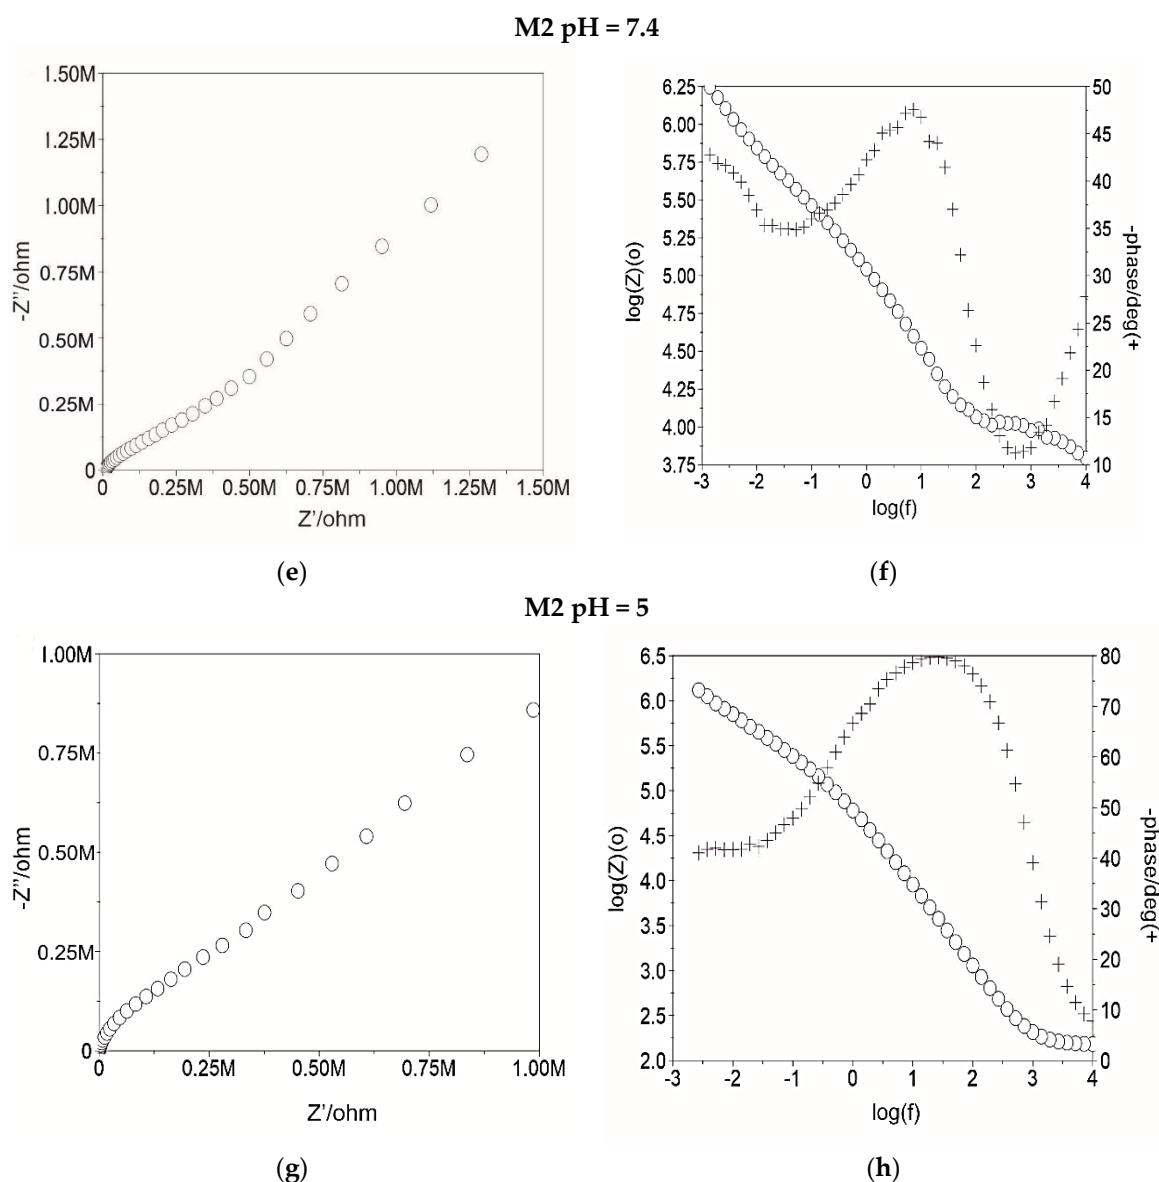 M2 pH = 7.4
1.50M
1.25M
1.00M
0.75M
0.50M
0.25M
0
-Z''/ohm
0 0.25M 0.50M 0.75M 1.00M 1.25M 1.50M
Z'/ohm
(e)
6.25
6.00
5.75
5.50
5.25
5.00
4.75
4.50
4.25
4.00
3.75
log(Z)(o)
50
45
40
35
30
25
20
15
10
-phase/deg(+
-3 -2 -1 0 1 2 3 4
log(f)
(f)
M2 pH = 5
1.00M
0.75M
0.50M
0.25M
0
-Z''/ohm
0 0.25M 0.50M 0.75M 1.00M
Z'/ohm
(g)
6.5
6.0
5.5
5.0
4.5
4.0
3.5
3.0
2.5
2.0
log(Z)(o)
80
70
60
50
40
30
20
10
0
-phase/deg(+
-3 -2 -1 0 1 2 3 4
log(f)
(h)